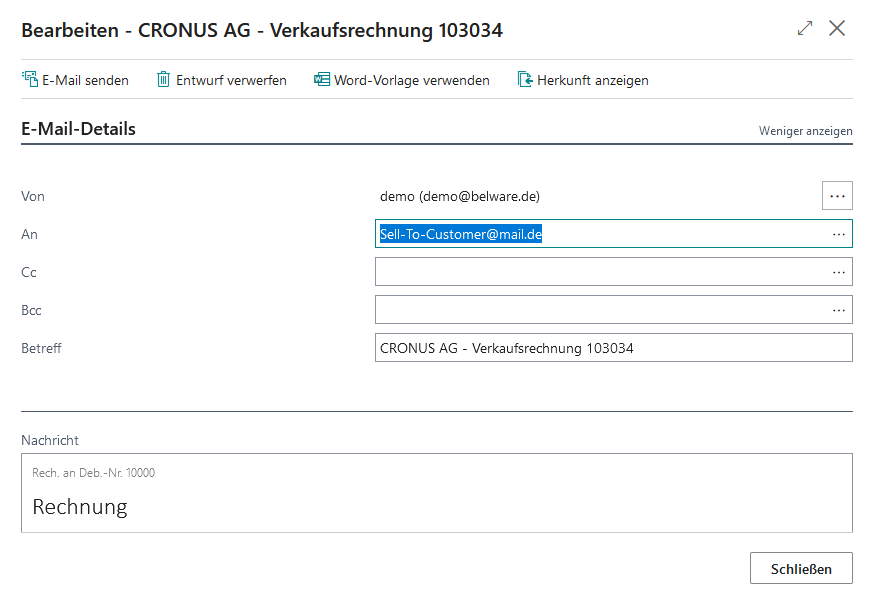 Bearbeiten - CRONUS AG - Verkaufsrechnung 103034
E-Mail senden Entwurf verwerfen Word-Vorlage verwenden Herkunft anzeigen
E-Mail-Details Weniger anzeigen
Von demo (demo@belware.de) ...
An Sell-To-Customer@mail.de ...
Cc ...
Bcc ...
Betreff CRONUS AG - Verkaufsrechnung 103034
Nachricht
Rech. an Deb.-Nr. 10000
Rechnung
Schließen